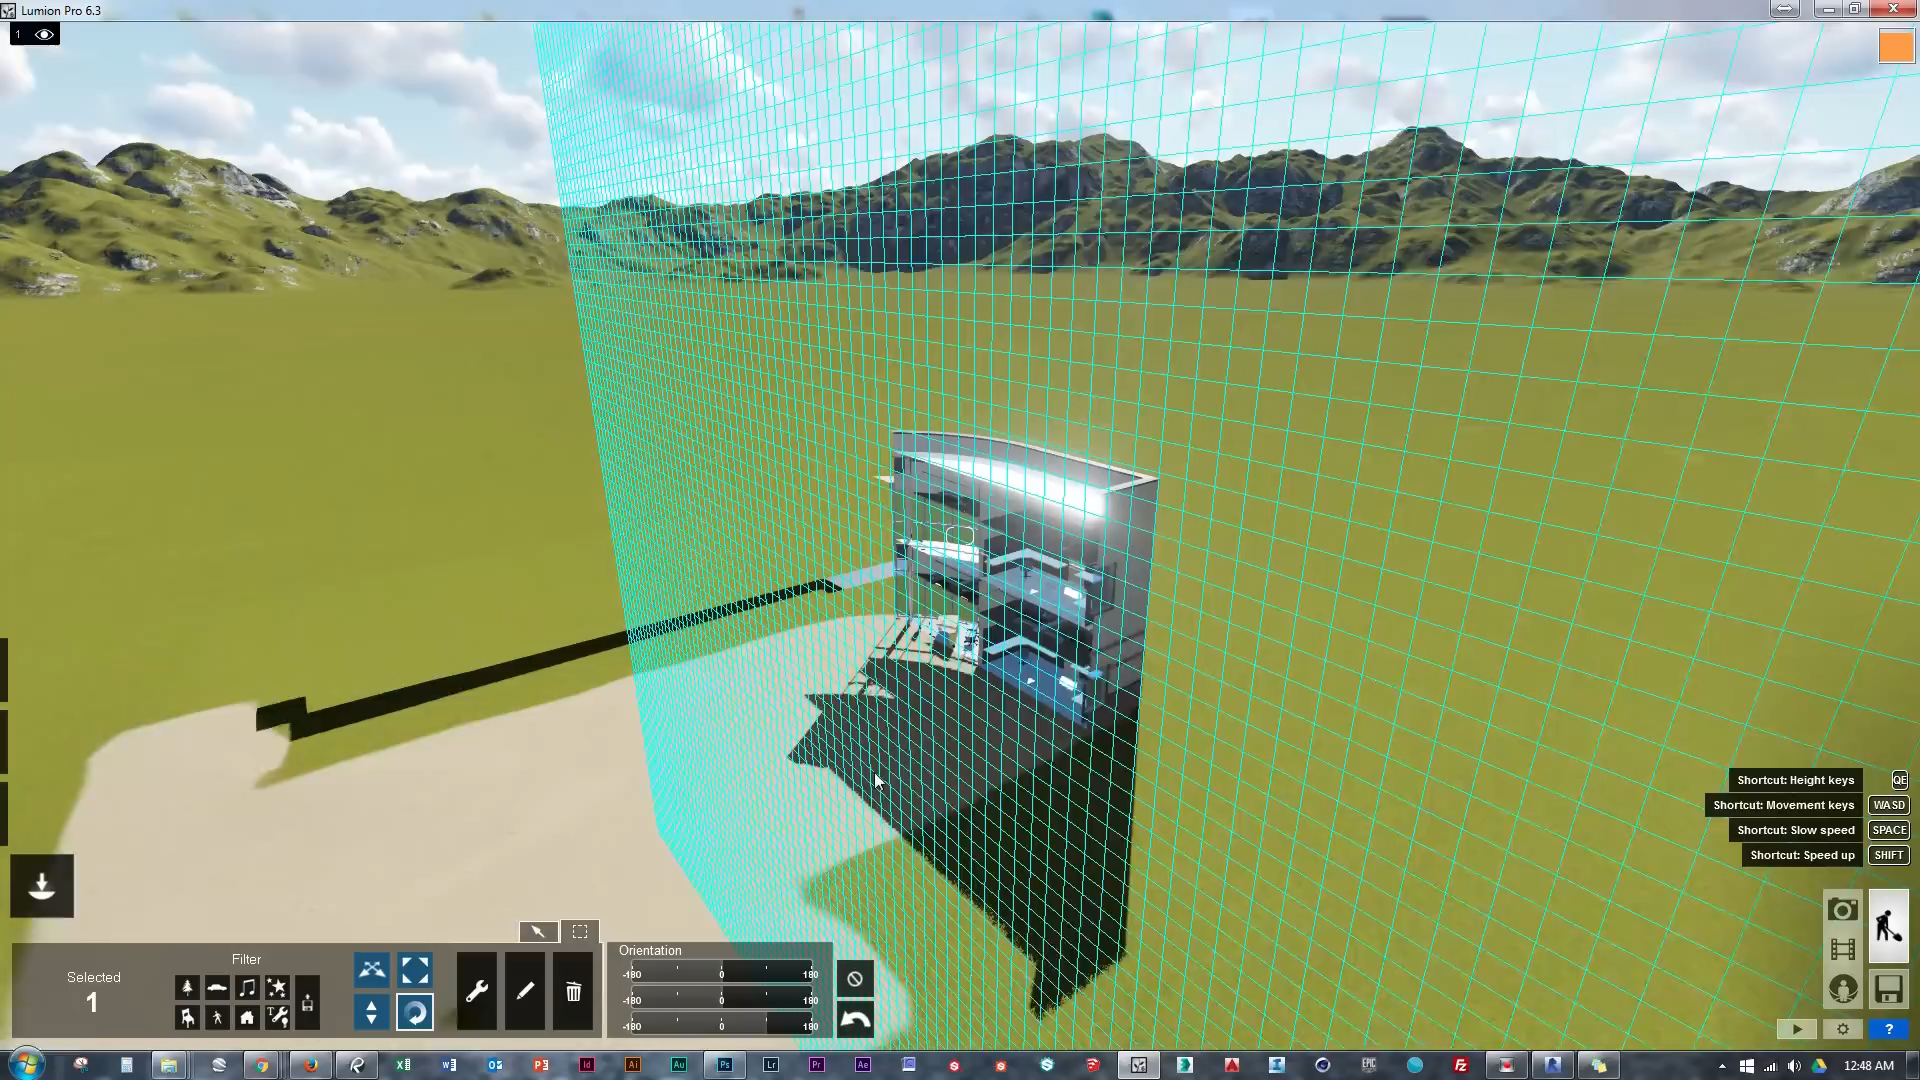 Lumion Pro 6.3
1
Shortcut: Height keys QE
Shortcut: Movement keys WASD
Shortcut: Slow speed SPACE
Shortcut: Speed up SHIFT
Selected
1
Filter
Orientation
-180 0 180
-180 0 180
-180 0 180
?
X W O P Id Ai Au Ps Lr Pr Ae EPIC Fz
12:48 AM